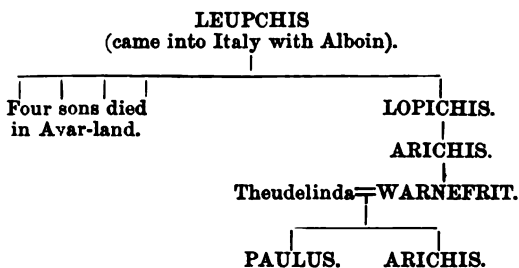 LEUPCHIS
(came into Italy with Alboin).
Four sons died
in Avar-land.
LOPICHIS.
ARICHIS.
Theudelinda=WARNEFRIT.
PAULUS. ARICHIS.